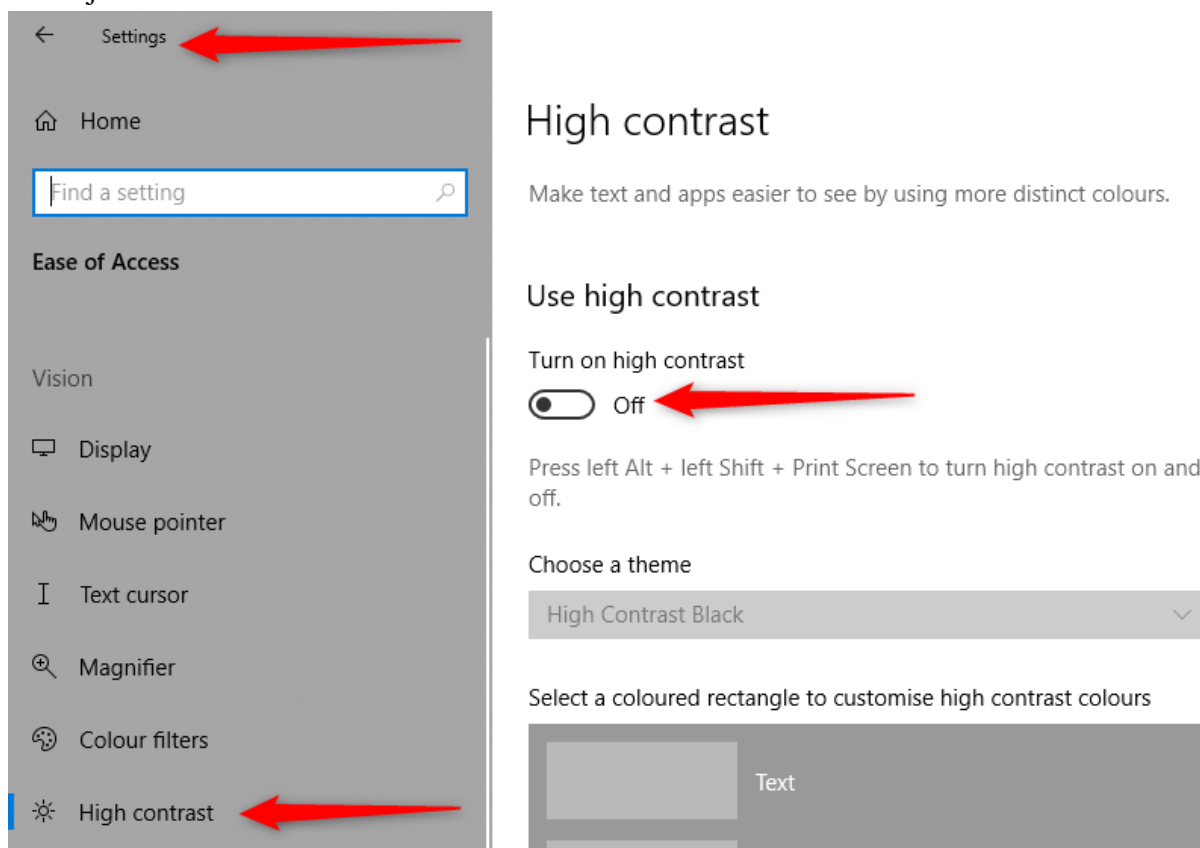 Settings
Home
Find a setting
Ease of Access
Vision
Display
Mouse pointer
Text cursor
Magnifier
Colour filters
High contrast
High contrast
Make text and apps easier to see by using more distinct colours.
Use high contrast
Turn on high contrast
Off
Press left Alt + left Shift + Print Screen to turn high contrast on and
off.
Choose a theme
High Contrast Black
Select a coloured rectangle to customise high contrast colours
Text